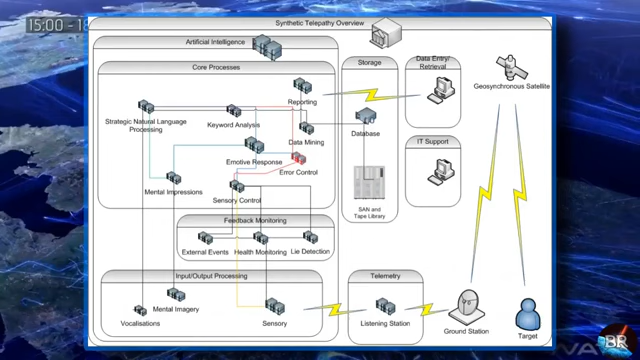 15:00 - 1
Synthetic Telepathy Overview
Artificial Intelligence
Core Processes
Storage
Data Entry/
Retrieval
Geosynchronous Satellite
Reporting
Strategic Natural Language
Processing
Keyword Analysis
Data Mining
Database
Emotive Response
Error Control
IT Support
Mental Impressions
Sensory Control
SAN and
Tape Library
Feedback Monitoring
External Events
Health Monitoring
Lie Detection
Input/Output Processing
Telemetry
Mental Imagery
Vocalisations
Sensory
Listening Station
Ground Station
Target
BR